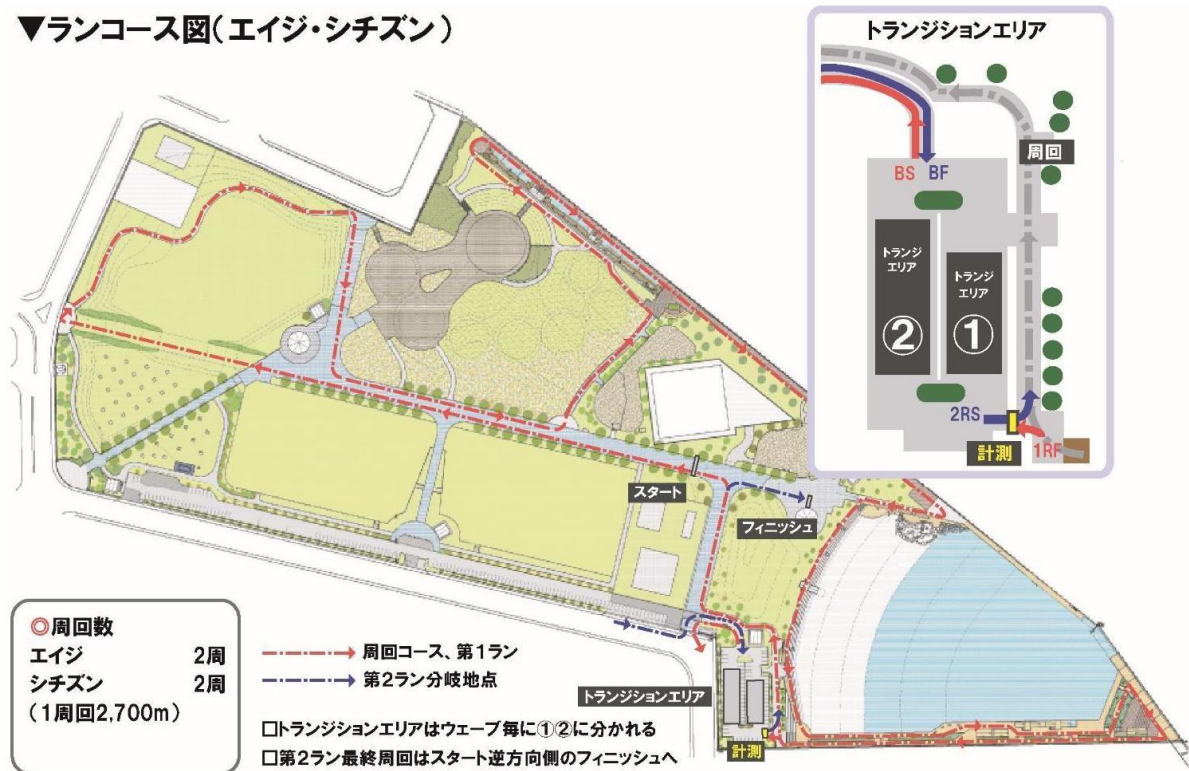 ▼ランコース図(エイジ・シチズン)
トランジションエリア
周回
BS BF
トランジ
エリア
②
トランジ
エリア
①
2RS
計測
1RF
スタート
フィニッシュ
◎周回数
エイジ 2周
シチズン 2周
(1周回2,700m)
周回コース、第1ラン
第2ラン分岐地点
トランジションエリア
計測
□トランジションエリアはウェーブ毎に①②に分かれる
□第2ラン最終周回はスタート逆方向側のフィニッシュへ